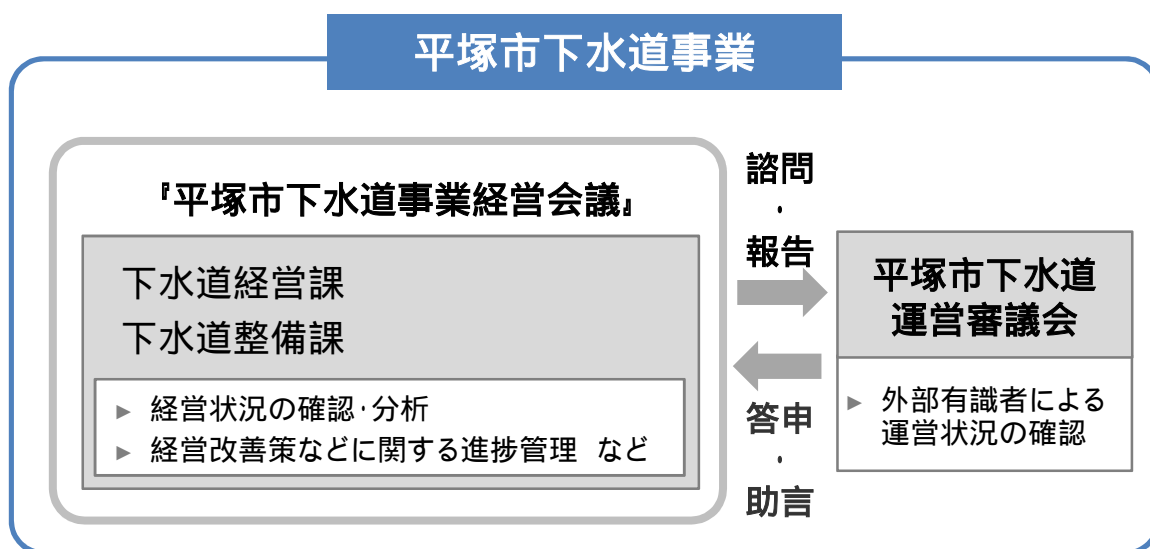 平塚市下水道事業
『平塚市下水道事業経営会議』
下水道経営課
下水道整備課
► 経営状況の確認・分析
► 経営改善策などに関する進捗管理 など
諮問
・
報告
答申
・
助言
平塚市下水道
運営審議会
► 外部有識者による
運営状況の確認